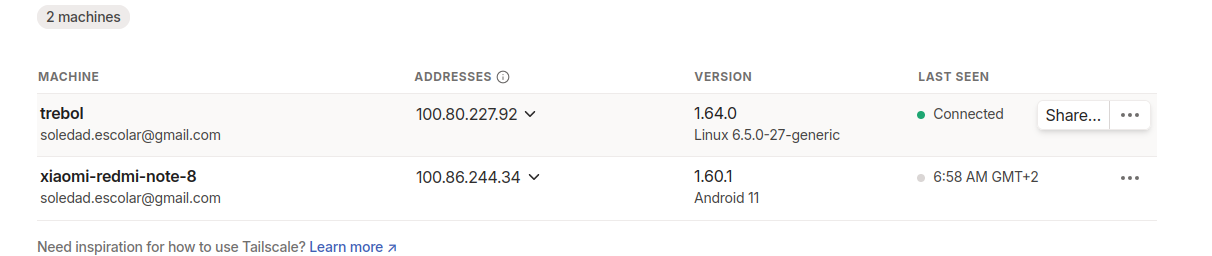 2 machines
MACHINE ADDRESSES VERSION LAST SEEN
trebol 100.80.227.92 1.64.0 Connected Share...
soledad.escolar@gmail.com Linux 6.5.0-27-generic
xiaomi-redmi-note-8 100.86.244.34 1.60.1 6:58 AM GMT+2
soledad.escolar@gmail.com Android 11
Need inspiration for how to use Tailscale? Learn more ↗